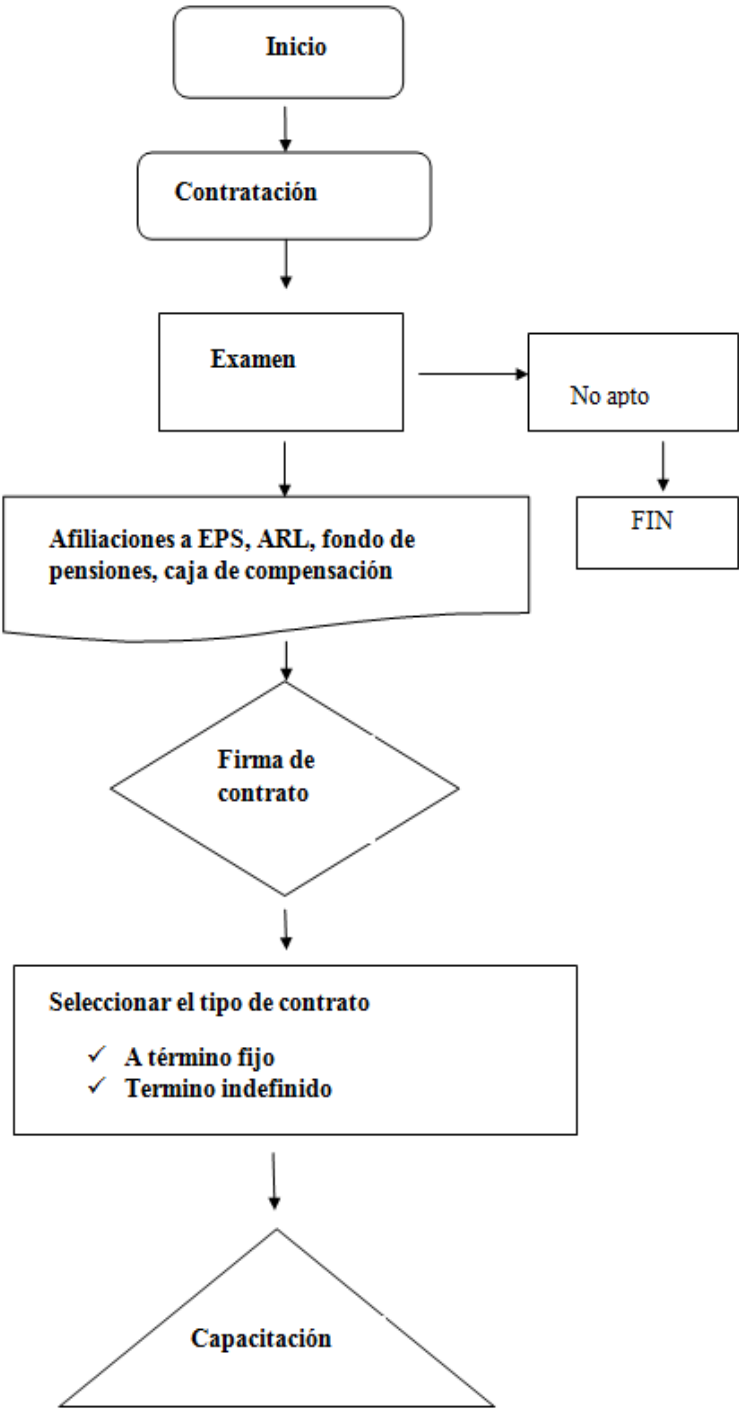 Inicio
Contratación
Examen
No apto
FIN
Afiliaciones a EPS, ARL, fondo de
pensiones, caja de compensación
Firma de
contrato
Seleccionar el tipo de contrato
✓ A término fijo
✓ Termino indefinido
Capacitación